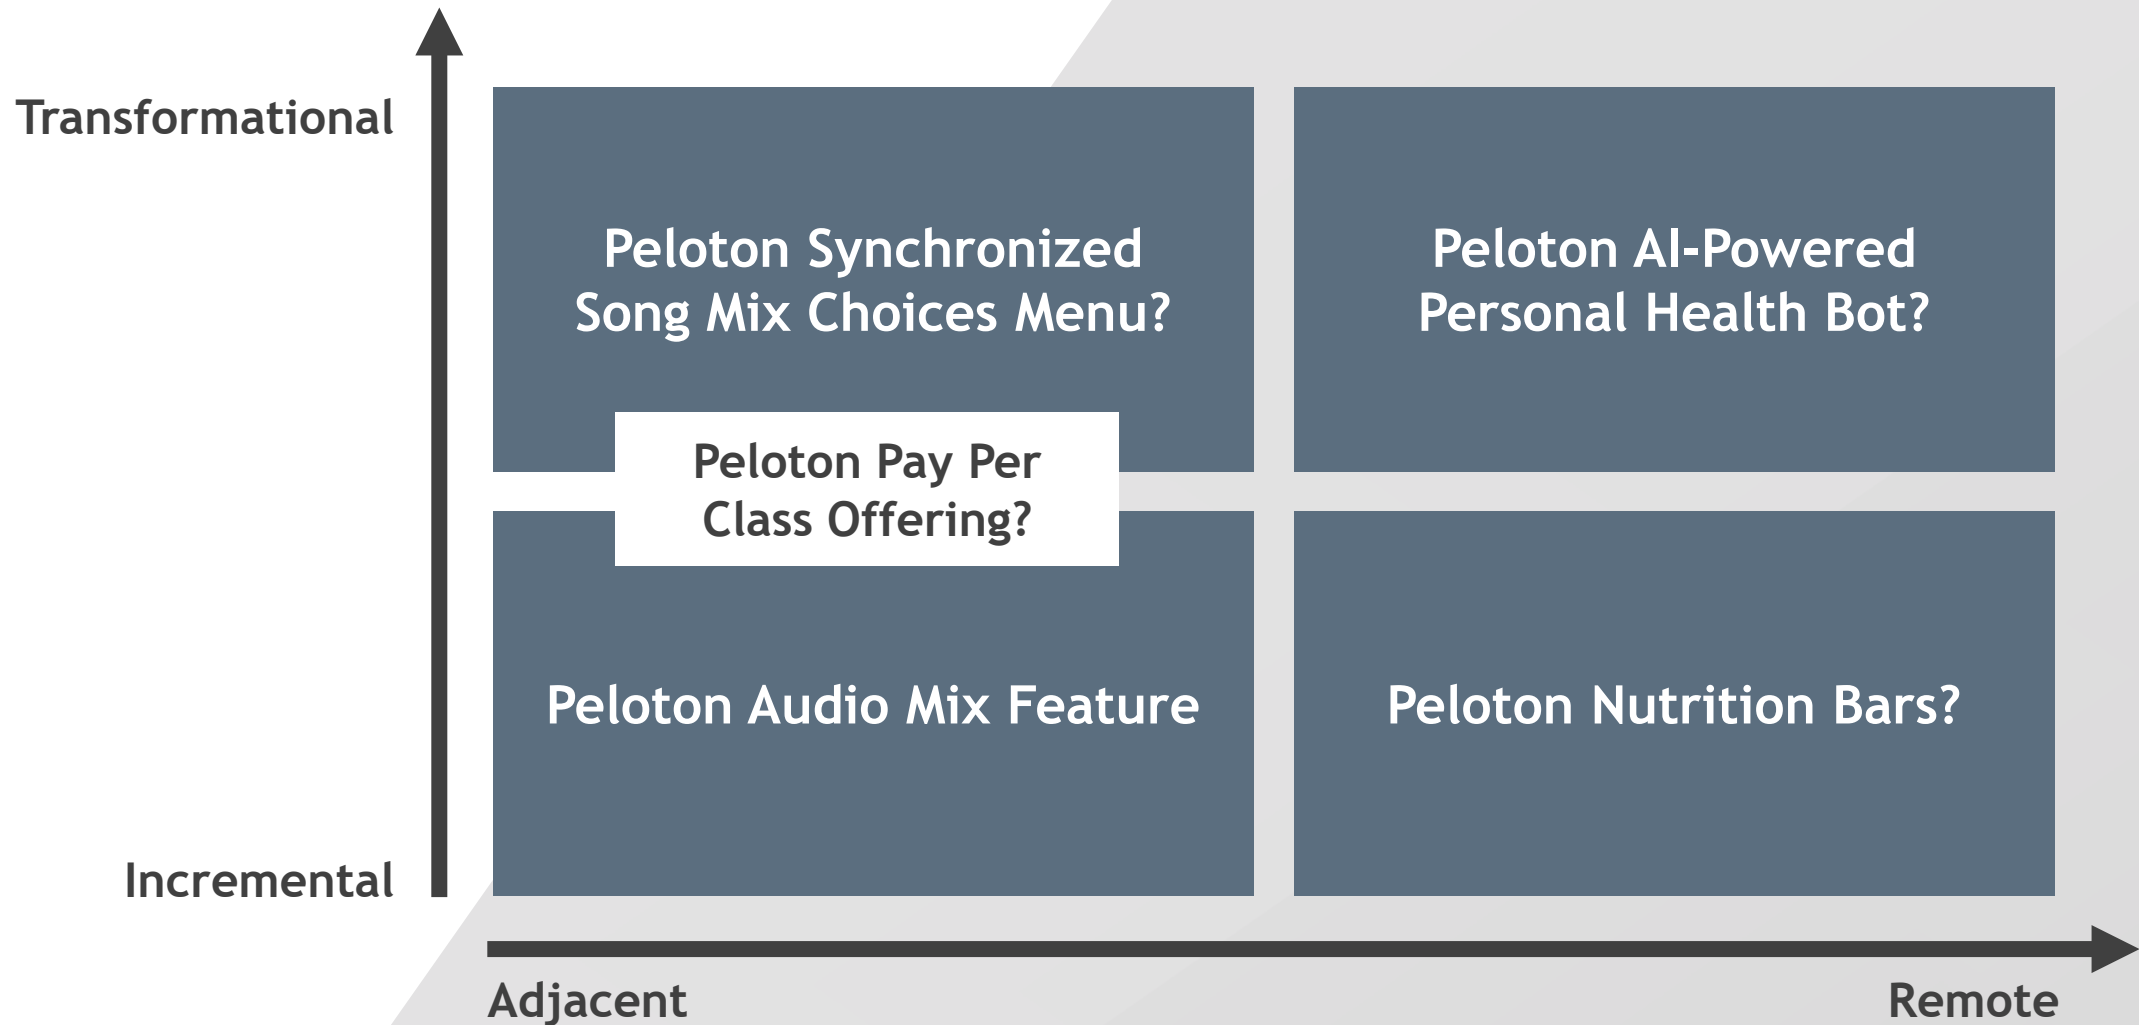 Transformational
Peloton Synchronized
Song Mix Choices Menu?
Peloton AI-Powered
Personal Health Bot?
Peloton Pay Per
Class Offering?
Peloton Audio Mix Feature
Peloton Nutrition Bars?
Incremental
Adjacent
Remote